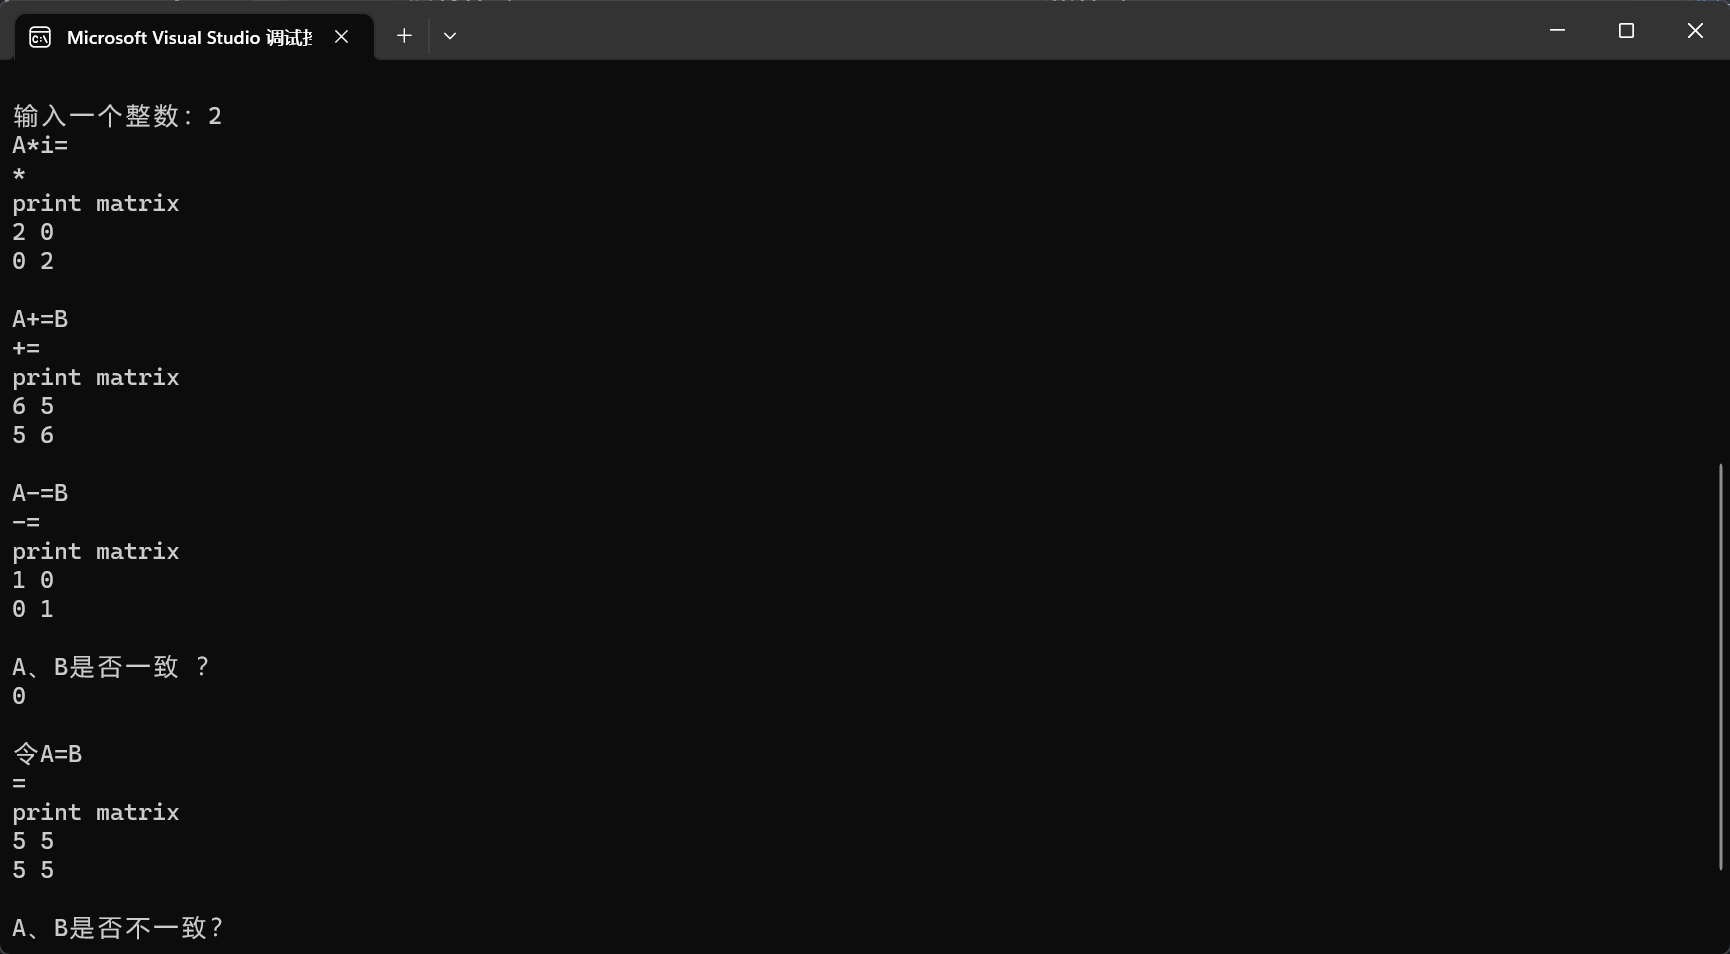 Microsoft Visual Studio 调试
输入一个整数：2
A*i=
*
print matrix
2 0
0 2
A+=B
+=
print matrix
6 5
5 6
A-=B
-=
print matrix
1 0
0 1
A、B是否一致 ？
0
令A=B
=
print matrix
5 5
5 5
A、B是否不一致？